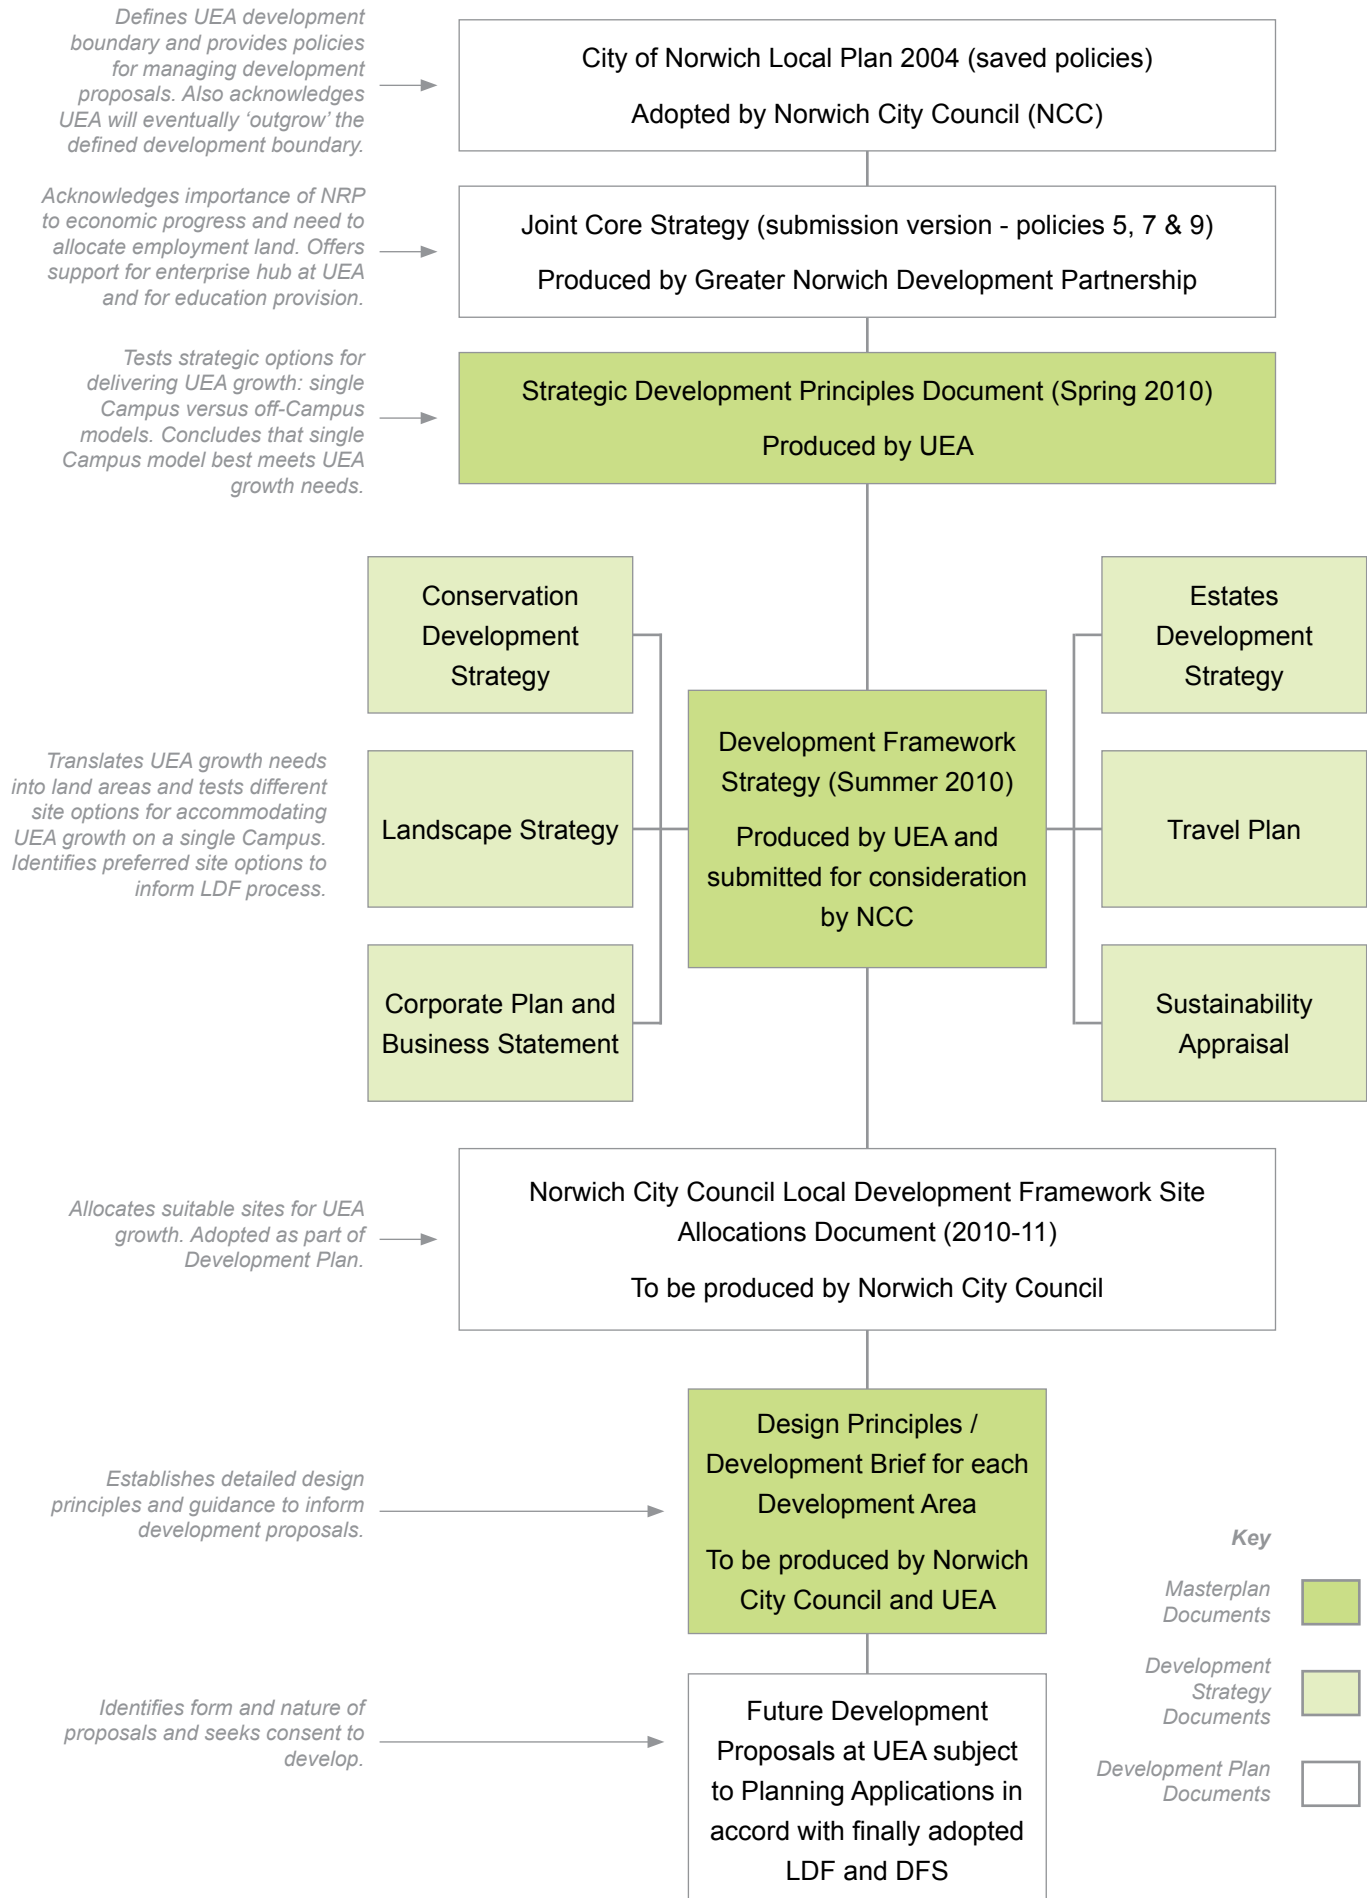 Defines UEA development
boundary and provides policies
for managing development
proposals. Also acknowledges
UEA will eventually ‘outgrow’ the
defined development boundary.
City of Norwich Local Plan 2004 (saved policies)
Adopted by Norwich City Council (NCC)
Acknowledges importance of NRP
to economic progress and need to
allocate employment land. Offers
support for enterprise hub at UEA
and for education provision.
Joint Core Strategy (submission version - policies 5, 7 & 9)
Produced by Greater Norwich Development Partnership
Tests strategic options for
delivering UEA growth: single
Campus versus off-Campus
models. Concludes that single
Campus model best meets UEA
growth needs.
Strategic Development Principles Document (Spring 2010)
Produced by UEA
Conservation
Development
Strategy
Estates
Development
Strategy
Translates UEA growth needs
into land areas and tests different
site options for accommodating
UEA growth on a single Campus.
Identifies preferred site options to
inform LDF process.
Landscape Strategy
Development Framework
Strategy (Summer 2010)
Produced by UEA and
submitted for consideration
by NCC
Travel Plan
Corporate Plan and
Business Statement
Sustainability
Appraisal
Allocates suitable sites for UEA
growth. Adopted as part of
Development Plan.
Norwich City Council Local Development Framework Site
Allocations Document (2010-11)
To be produced by Norwich City Council
Establishes detailed design
principles and guidance to inform
development proposals.
Design Principles /
Development Brief for each
Development Area
To be produced by Norwich
City Council and UEA
Identifies form and nature of
proposals and seeks consent to
develop.
Future Development
Proposals at UEA subject
to Planning Applications in
accord with finally adopted
LDF and DFS
Key
Masterplan
Documents
Development
Strategy
Documents
Development Plan
Documents